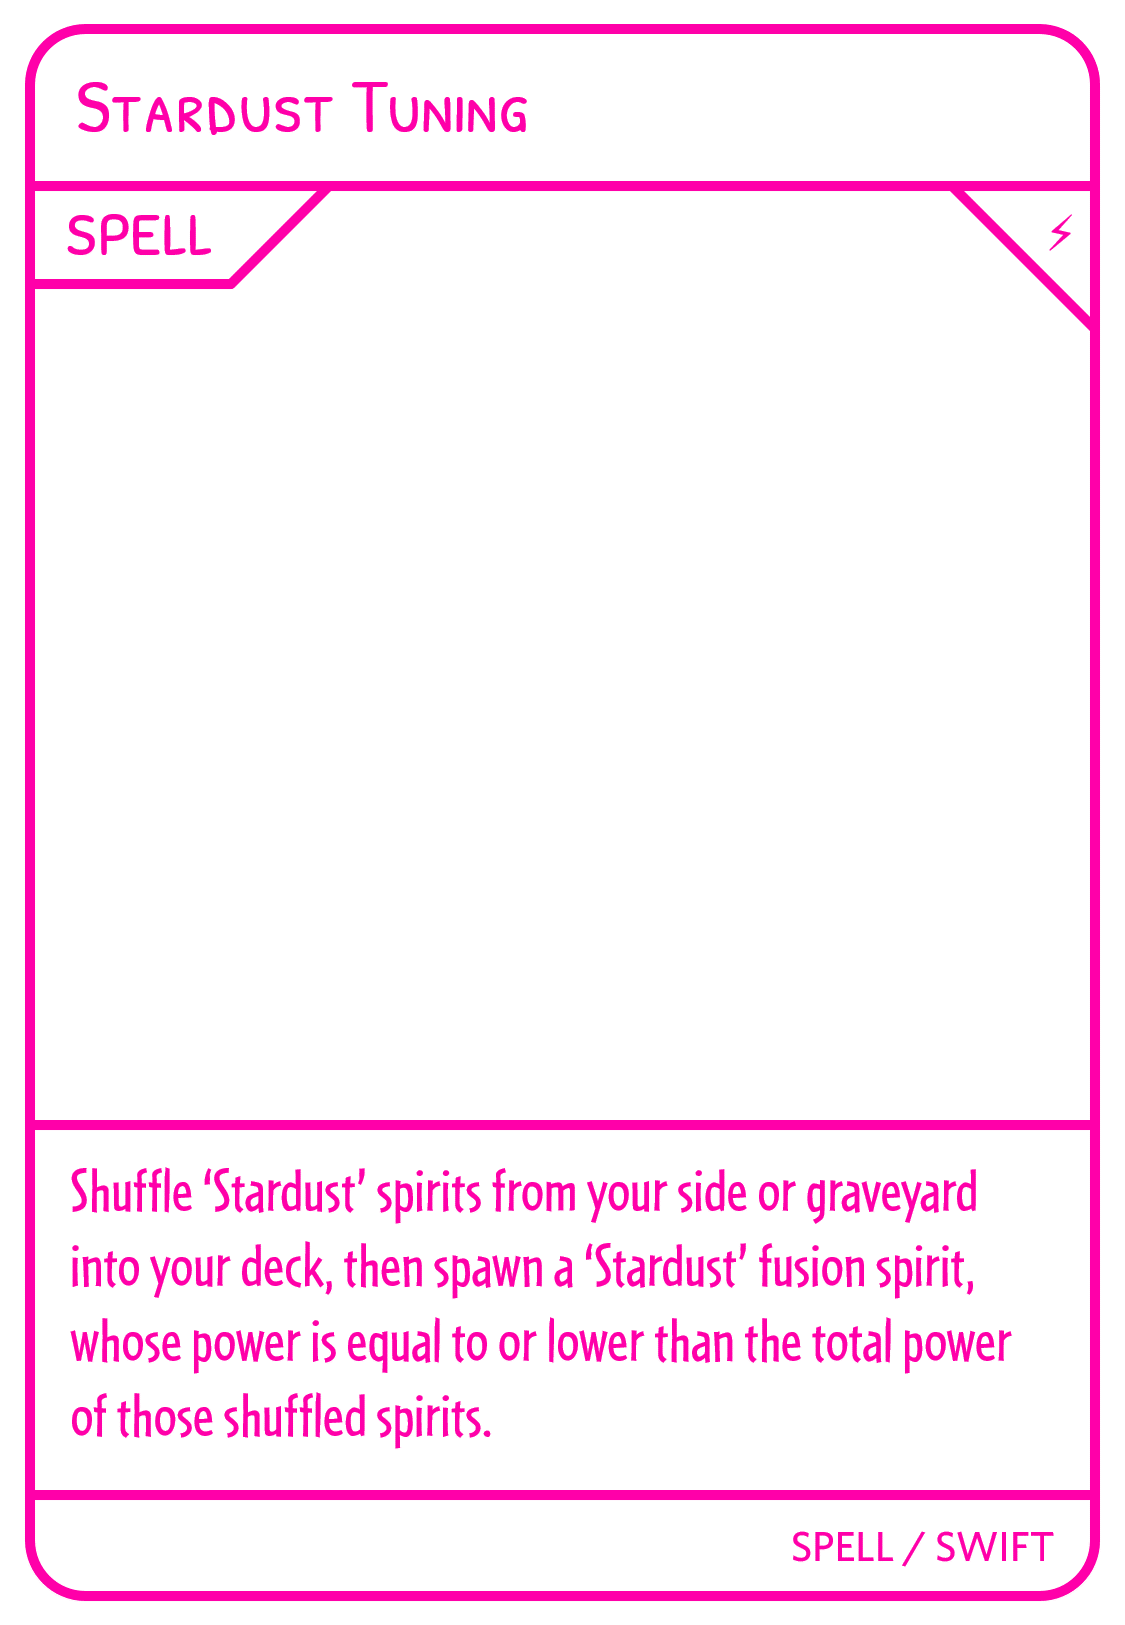 Stardust Tuning
SPELL
⚡
Shuffle ‘Stardust’ spirits from your side or graveyard
into your deck, then spawn a ‘Stardust’ fusion spirit,
whose power is equal to or lower than the total power
of those shuffled spirits.
SPELL / SWIFT